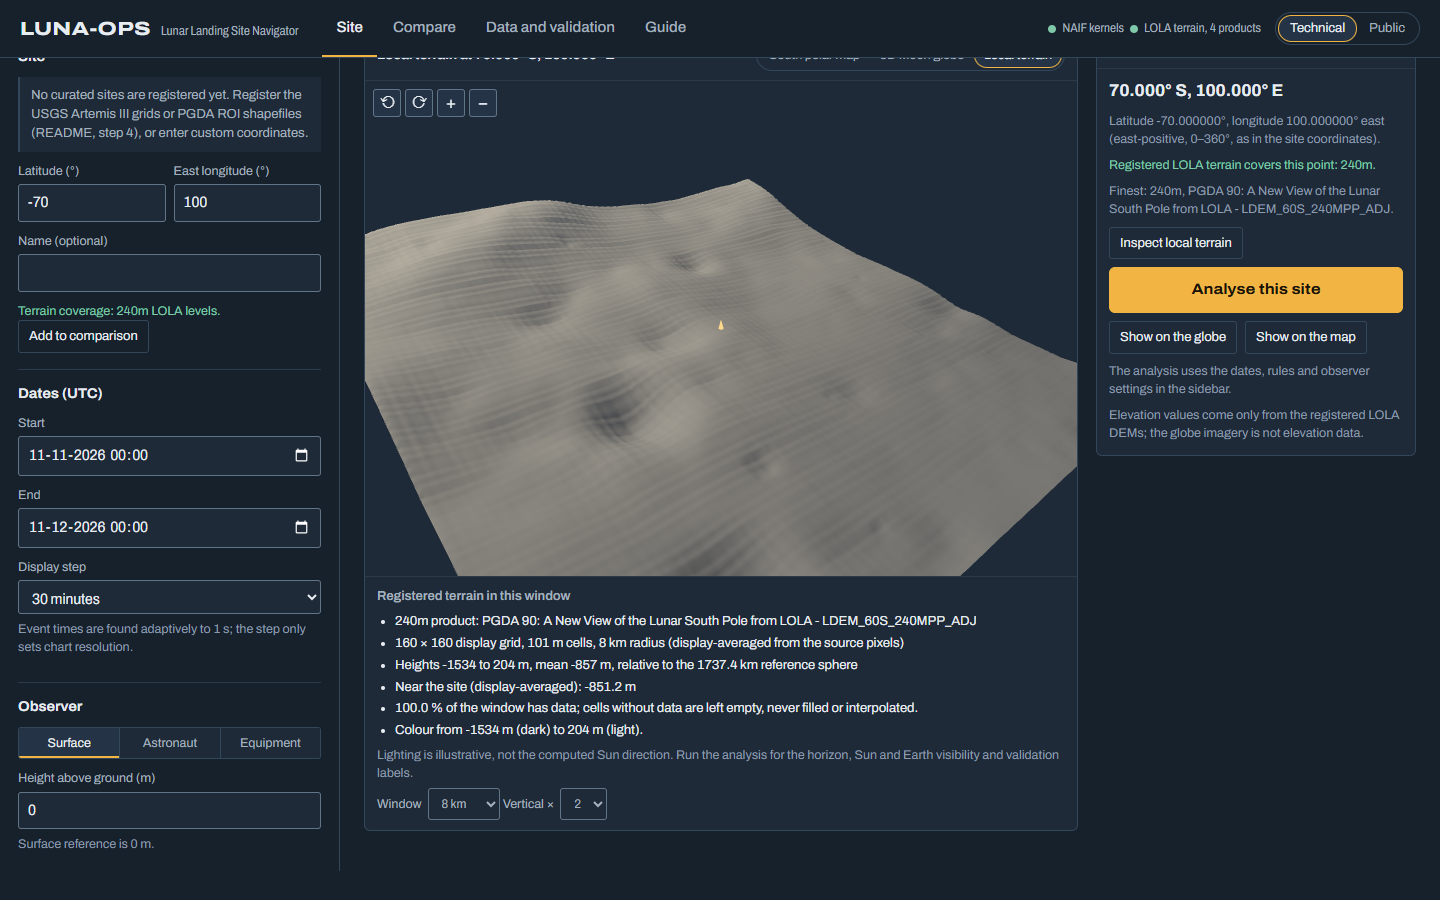 LUNA-OPS Lunar Landing Site Navigator
Site Compare Data and validation Guide
NAIF kernels LOLA terrain, 4 products
Technical Public
Site
No curated sites are registered yet. Register the
USGS Artemis III grids or PGDA ROI shapefiles
(README, step 4), or enter custom coordinates.
Latitude (°) East longitude (°)
-70 100
Name (optional)
Terrain coverage: 240m LOLA levels.
Add to comparison
Dates (UTC)
Start
11-11-2026 00:00
End
11-12-2026 00:00
Display step
30 minutes
Event times are found adaptively to 1 s; the step only
sets chart resolution.
Observer
Surface Astronaut Equipment
Height above ground (m)
0
Surface reference is 0 m.
+ −
Registered terrain in this window
• 240m product: PGDA 90: A New View of the Lunar South Pole from LOLA - LDEM_60S_240MPP_ADJ
• 160 × 160 display grid, 101 m cells, 8 km radius (display-averaged from the source pixels)
• Heights -1534 to 204 m, mean -857 m, relative to the 1737.4 km reference sphere
• Near the site (display-averaged): -851.2 m
• 100.0 % of the window has data; cells without data are left empty, never filled or interpolated.
• Colour from -1534 m (dark) to 204 m (light).
Lighting is illustrative, not the computed Sun direction. Run the analysis for the horizon, Sun and Earth visibility and validation
labels.
Window 8 km Vertical × 2
70.000° S, 100.000° E
Latitude -70.000000°, longitude 100.000000° east
(east-positive, 0–360°, as in the site coordinates).
Registered LOLA terrain covers this point: 240m.
Finest: 240m, PGDA 90: A New View of the Lunar
South Pole from LOLA - LDEM_60S_240MPP_ADJ.
Inspect local terrain
Analyse this site
Show on the globe Show on the map
The analysis uses the dates, rules and observer
settings in the sidebar.
Elevation values come only from the registered LOLA
DEMs; the globe imagery is not elevation data.